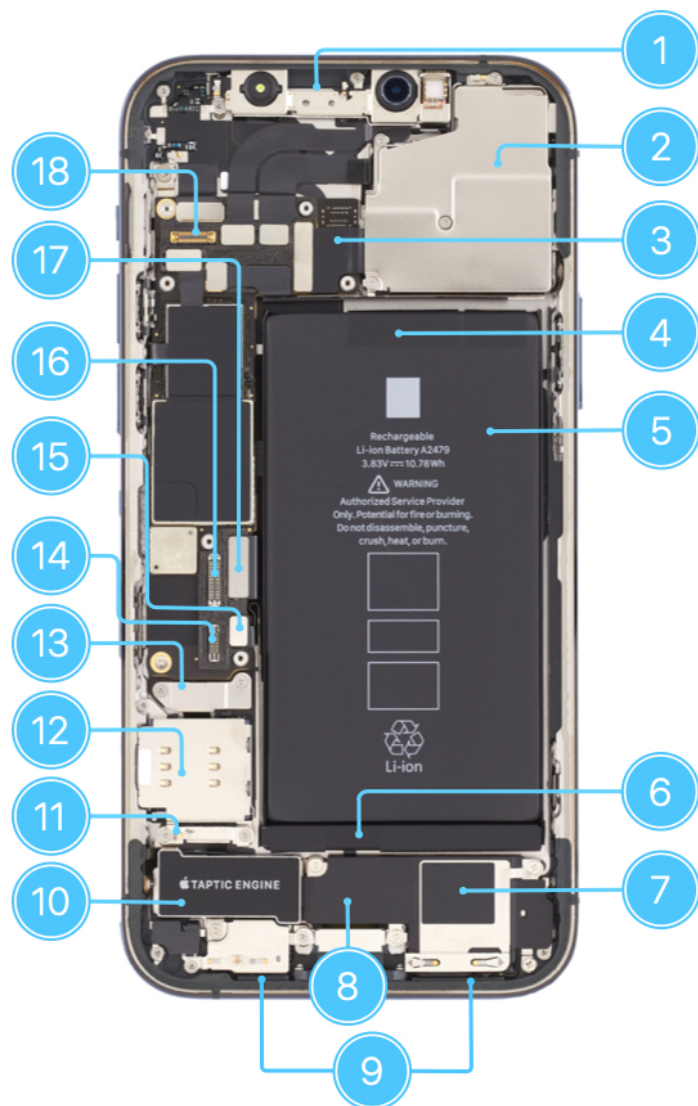 1
2
18
3
17
4
16
5
Rechargeable
Li-ion Battery A2479
3.83V 10.78Wh
15
WARNING
Authorized Service Provider
Only. Potential for fire or burning.
Do not disassemble, puncture,
crush, heat, or burn.
14
13
12
Li-ion
6
11
TAPTIC ENGINE
10
7
8
9